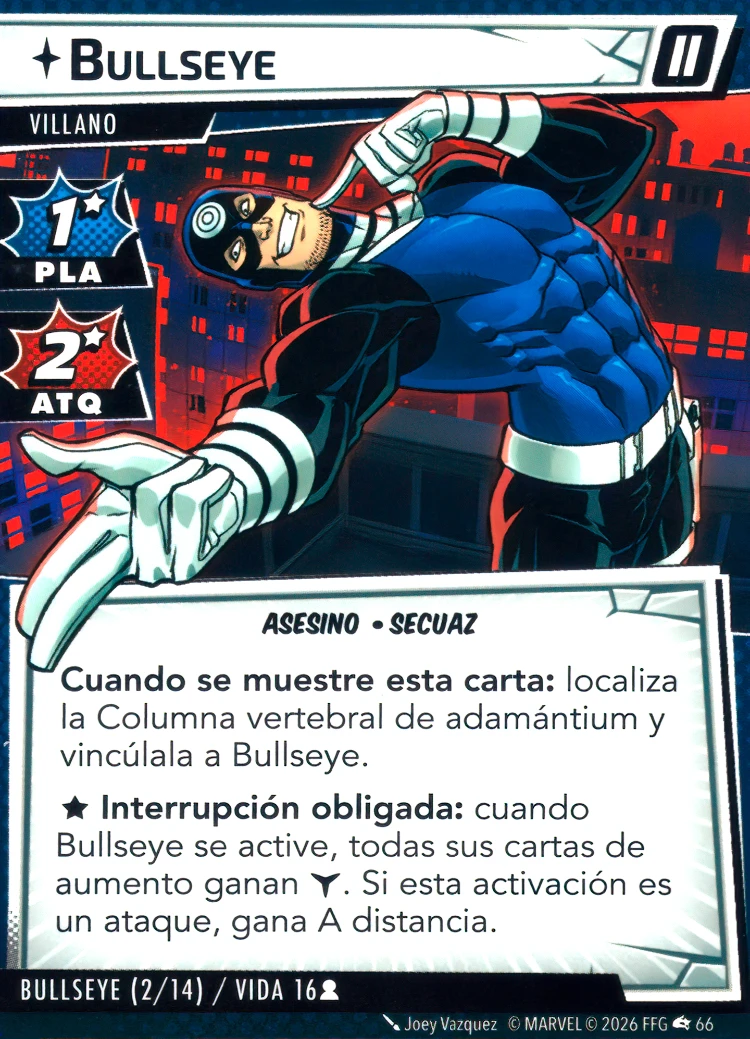 BULLSEYE
II
VILLANO
1★
PLA
2★
ATQ
ASESINO • SECUAZ
Cuando se muestre esta carta: localiza
la Columna vertebral de adamántium y
vincúlala a Bullseye.
★ Interrupción obligada: cuando
Bullseye se active, todas sus cartas de
aumento ganan. Si esta activación es
un ataque, gana A distancia.
BULLSEYE (2/14) / VIDA 16
Joey Vazquez © MARVEL © 2026 FFG 66